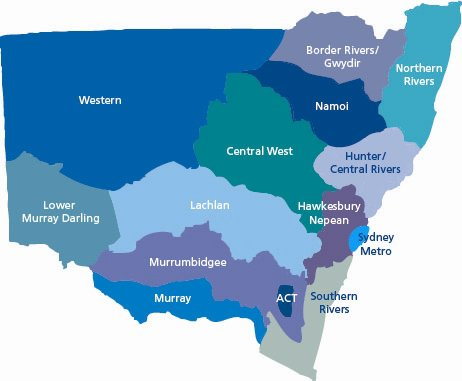 Border Rivers/
Gwydir
Northern
Rivers
Western
Namoi
Central West
Hunter/
Central Rivers
Lower
Murray Darling
Lachlan
Hawkesbury
Nepean
Sydney
Metro
Murrumbidgee
Murray
ACT
Southern
Rivers